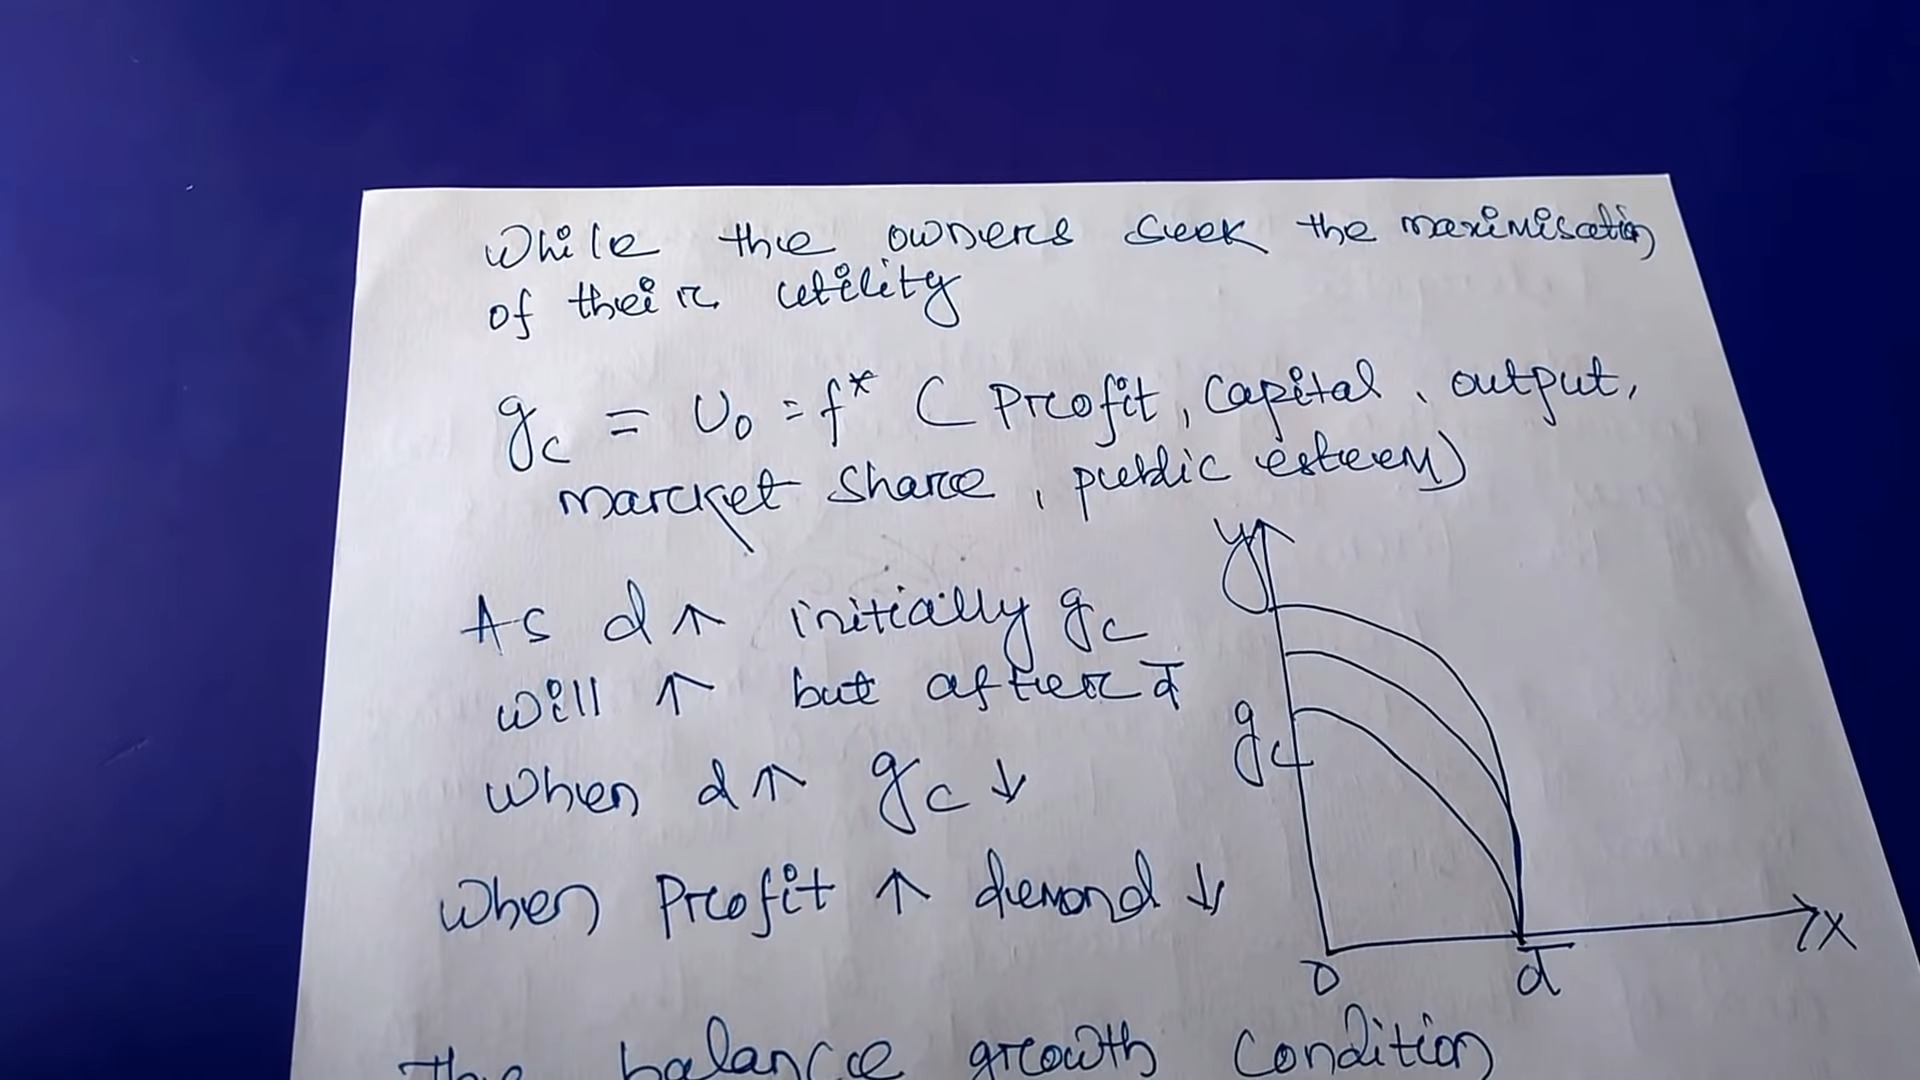 While the owners seek the maximisation
of their utility
gc = U0 = f* ( Profit, Capital, output,
market share, public esteem)
As d↑ initially gc
will ↑ but after d̅
when d↑ gc ↓
When Profit ↑ demand ↓
y
gc
0
d̅
X
The balance growth condition